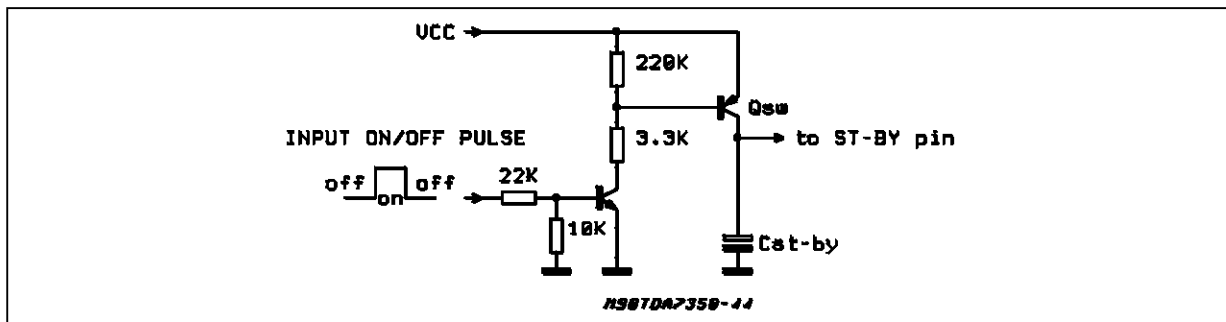 VCC
220K
Qsw
INPUT ON/OFF PULSE
3.3K
to ST-BY pin
off on off
22K
10K
Cst-by
M90TDA7350-44